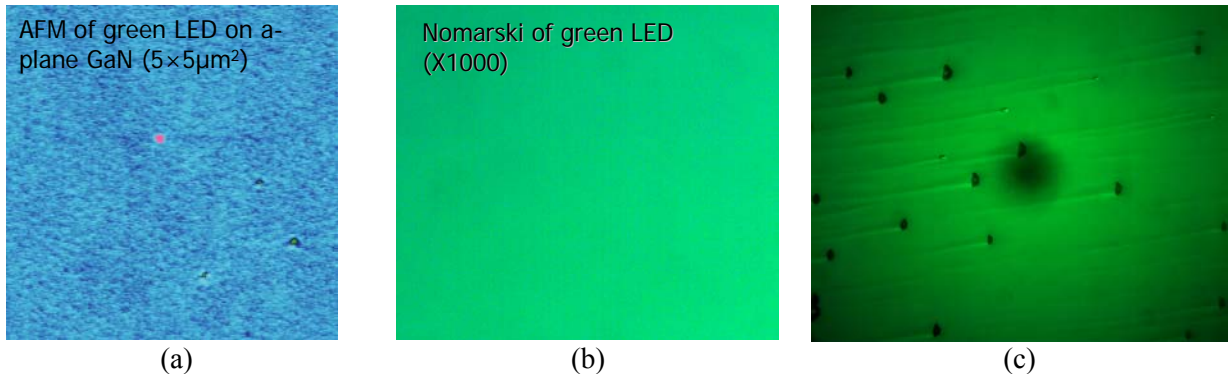 AFM of green LED on a-
plane GaN (5×5µm²)
Nomarski of green LED
(X1000)
(a)
(b)
(c)